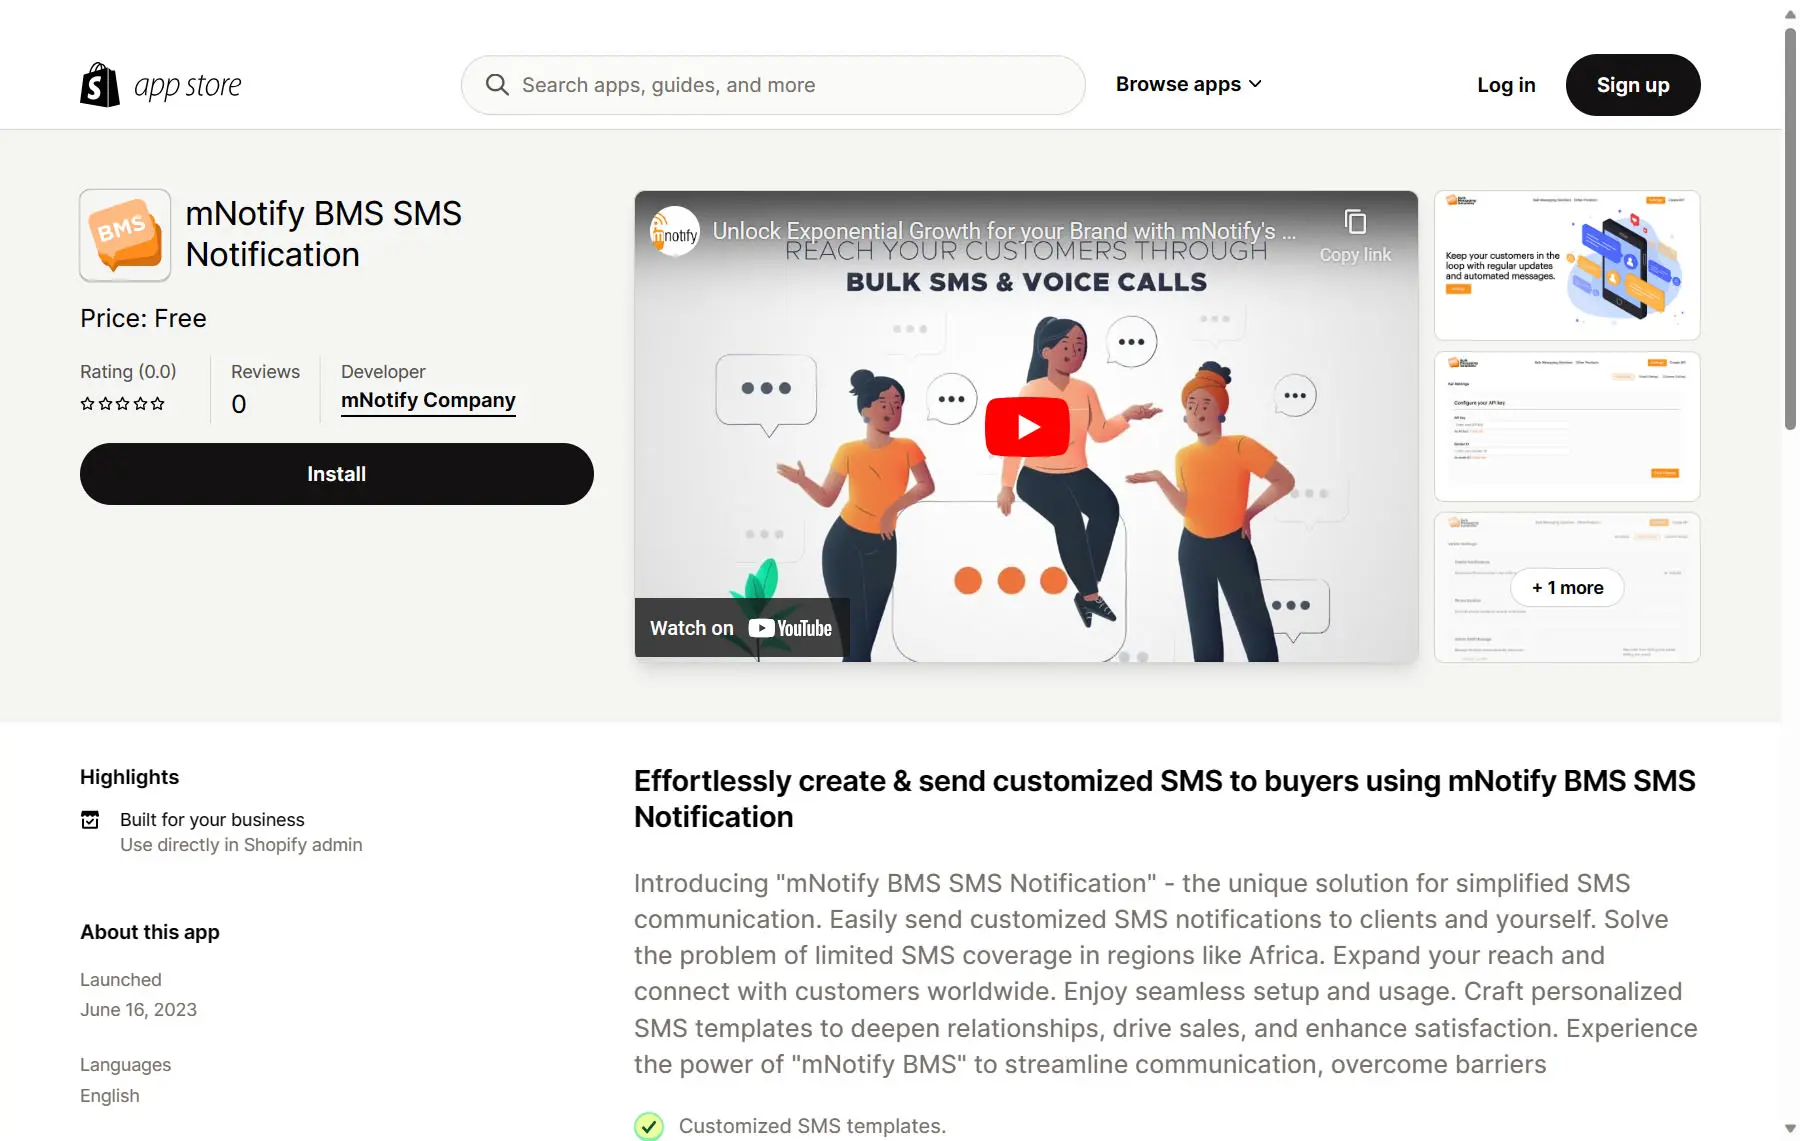 app store
Search apps, guides, and more
Browse apps
Log in
Sign up
BMS
mNotify BMS SMS
Notification
Price: Free
Rating (0.0)
Reviews
0
Developer
mNotify Company
Install
mnotify
Unlock Exponential Growth for your Brand with mNotify's ...
Copy link
REACH YOUR CUSTOMERS THROUGH
BULK SMS & VOICE CALLS
Watch on YouTube
Keep your customers in the
loop with regular updates
and automated messages.
Configure your API key
+ 1 more
Highlights
Built for your business
Use directly in Shopify admin
About this app
Launched
June 16, 2023
Languages
English
Effortlessly create & send customized SMS to buyers using mNotify BMS SMS
Notification
Introducing "mNotify BMS SMS Notification" - the unique solution for simplified SMS
communication. Easily send customized SMS notifications to clients and yourself. Solve
the problem of limited SMS coverage in regions like Africa. Expand your reach and
connect with customers worldwide. Enjoy seamless setup and usage. Craft personalized
SMS templates to deepen relationships, drive sales, and enhance satisfaction. Experience
the power of "mNotify BMS" to streamline communication, overcome barriers
Customized SMS templates.